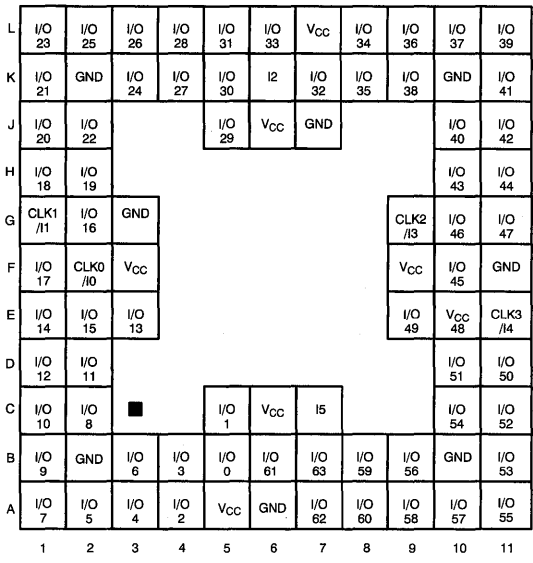 L I/O I/O I/O I/O I/O I/O VCC I/O I/O I/O I/O
23 25 26 28 31 33 34 36 37 39
K I/O GND I/O I/O I/O I2 I/O I/O I/O GND I/O
21 24 27 30 32 35 38 41
J I/O I/O I/O VCC GND I/O I/O
20 22 29 40 42
H I/O I/O I/O I/O
18 19 43 44
G CLK1 I/O GND CLK2 I/O I/O
/I1 16 /I3 46 47
F I/O CLK0 VCC VCC I/O GND
17 /I0 45
E I/O I/O I/O I/O VCC CLK3
14 15 13 49 48 /I4
D I/O I/O I/O I/O
12 11 51 50
C I/O I/O I/O VCC I5 I/O I/O
10 8 1 54 52
B I/O GND I/O I/O I/O I/O I/O I/O I/O GND I/O
9 6 3 0 61 63 59 56 53
A I/O I/O I/O I/O VCC GND I/O I/O I/O I/O I/O
7 5 4 2 62 60 58 57 55
1 2 3 4 5 6 7 8 9 10 11